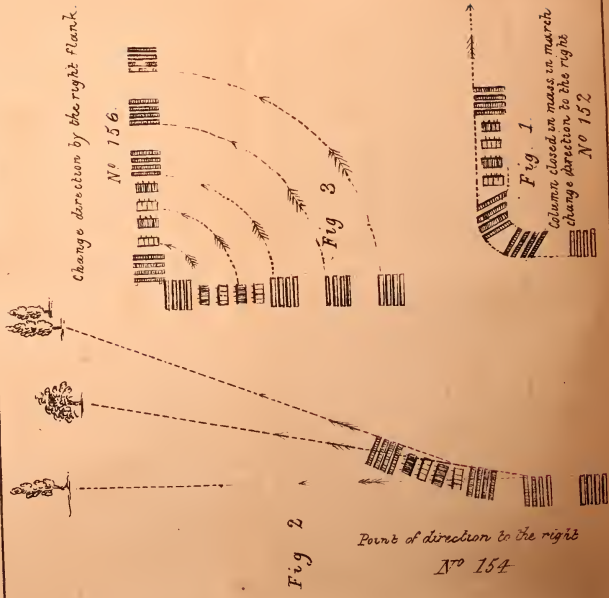 Change direction by the right flank.
Nº 156.
Fig 3
Fig 1.
Column closed in mass, in march
change direction to the right
Nº 152
Fig 2
Point of direction to the right
Nº 154